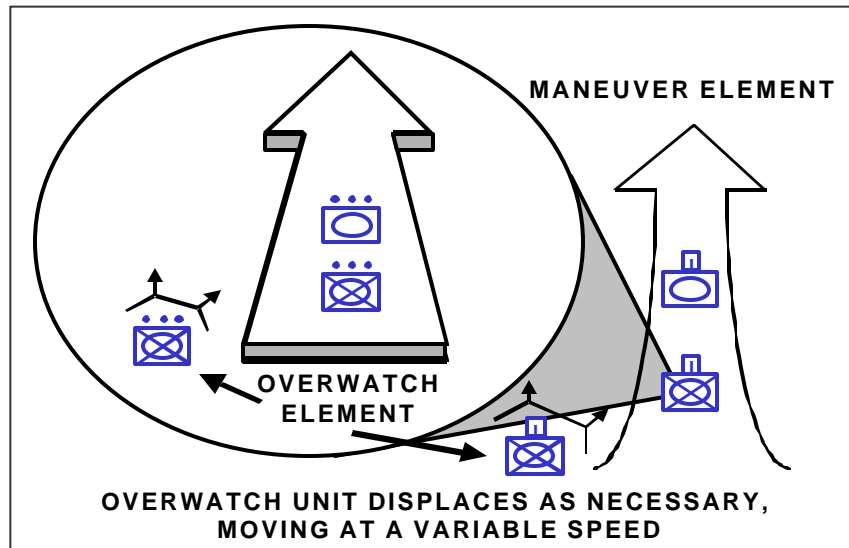 MANEUVER ELEMENT
OVERWATCH
ELEMENT
OVERWATCH UNIT DISPLACES AS NECESSARY,
MOVING AT A VARIABLE SPEED